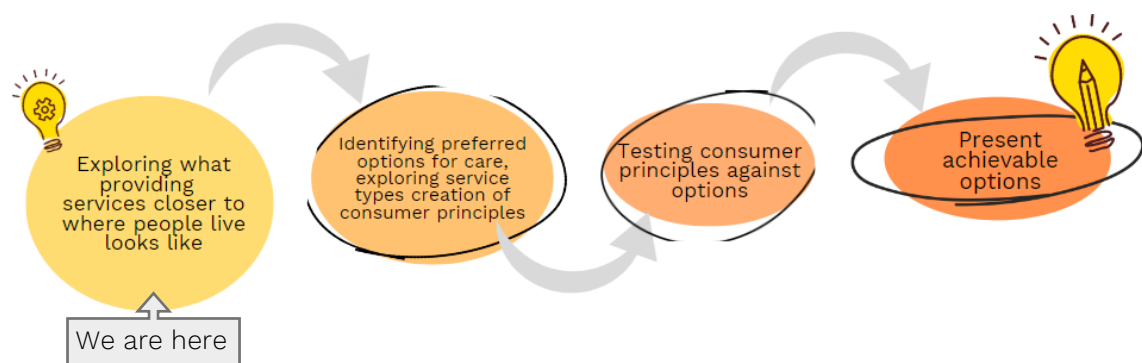 Exploring what
providing
services closer to
where people live
looks like
We are here
Identifying preferred
options for care,
exploring service
types creation of
consumer principles
Testing consumer
principles against
options
Present
achievable
options